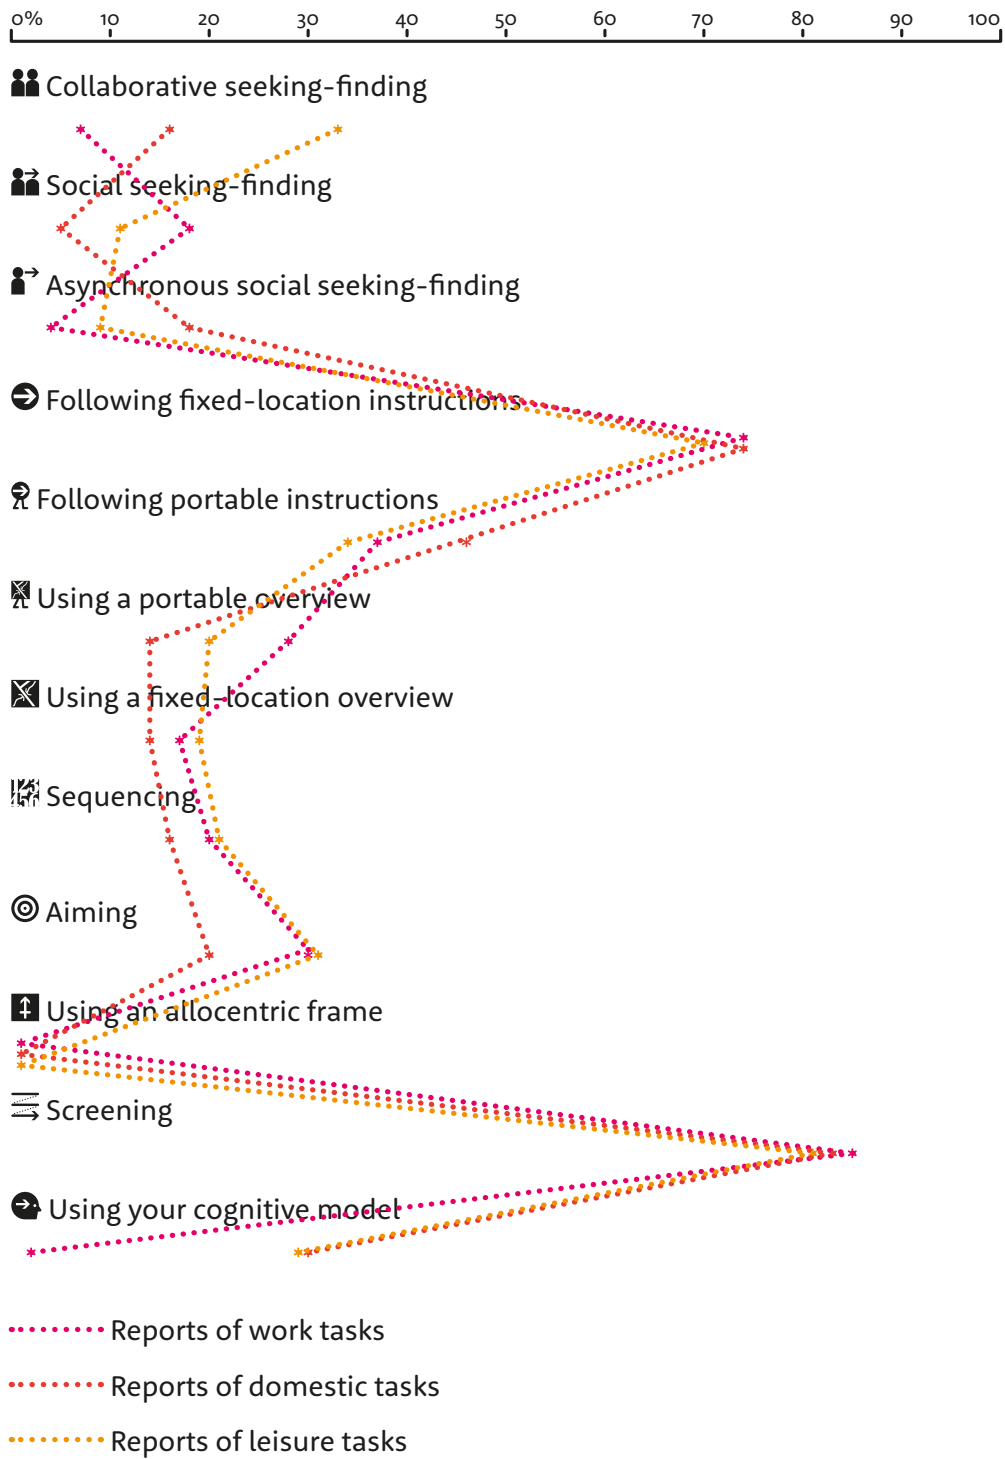 0% 10 20 30 40 50 60 70 80 90 100
Collaborative seeking-finding
Social seeking-finding
Asynchronous social seeking-finding
Following fixed-location instructions
Following portable instructions
Using a portable overview
Using a fixed-location overview
Sequencing
Aiming
Using an allocentric frame
Screening
Using your cognitive model
Reports of work tasks
Reports of domestic tasks
Reports of leisure tasks